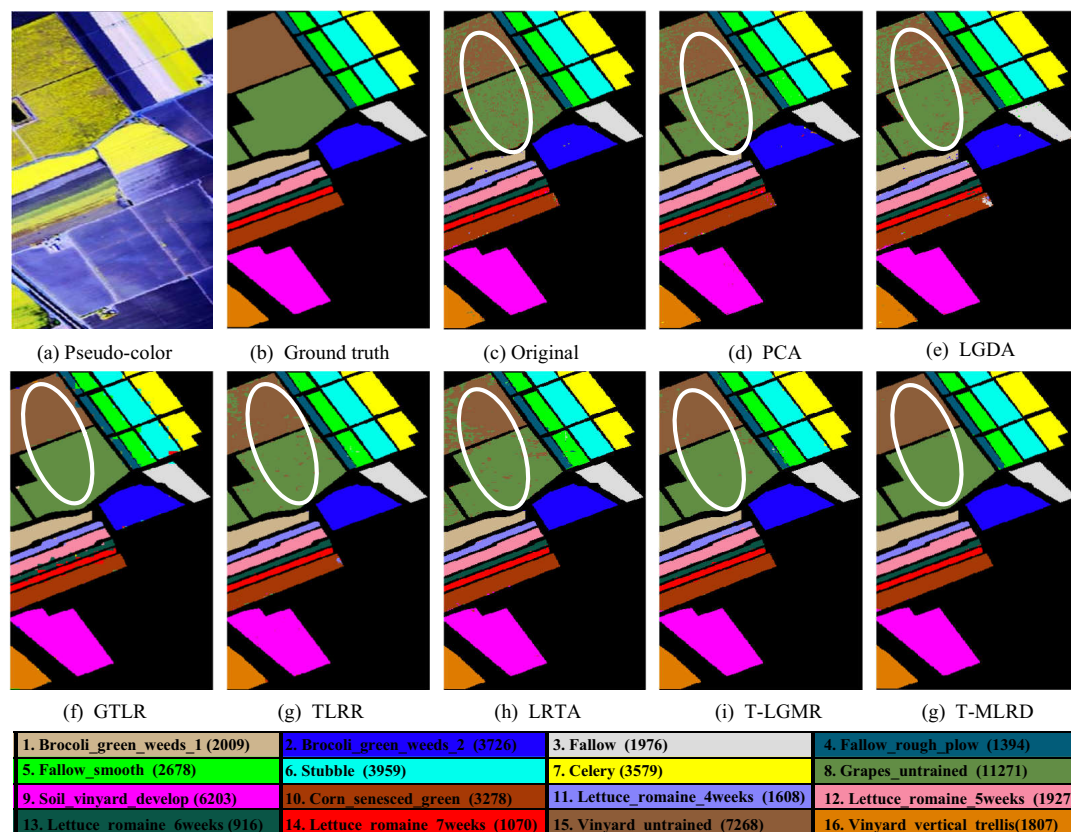 (a) Pseudo-color
(b) Ground truth
(c) Original
(d) PCA
(e) LGDA
(f) GTLR
(g) TLRR
(h) LRTA
(i) T-LGMR
(g) T-MLRD
1. Brocoli_green_weeds_1 (2009)
2. Brocoli_green_weeds_2 (3726)
3. Fallow (1976)
4. Fallow_rough_plow (1394)
5. Fallow_smooth (2678)
6. Stubble (3959)
7. Celery (3579)
8. Grapes_untrained (11271)
9. Soil_vinyard_develop (6203)
10. Corn_senesced_green (3278)
11. Lettuce_romaine_4weeks (1608)
12. Lettuce_romaine_5weeks (1927
13. Lettuce_romaine_6weeks (916)
14. Lettuce_romaine_7weeks (1070)
15. Vinyard_untrained (7268)
16. Vinyard_vertical_trellis(1807)